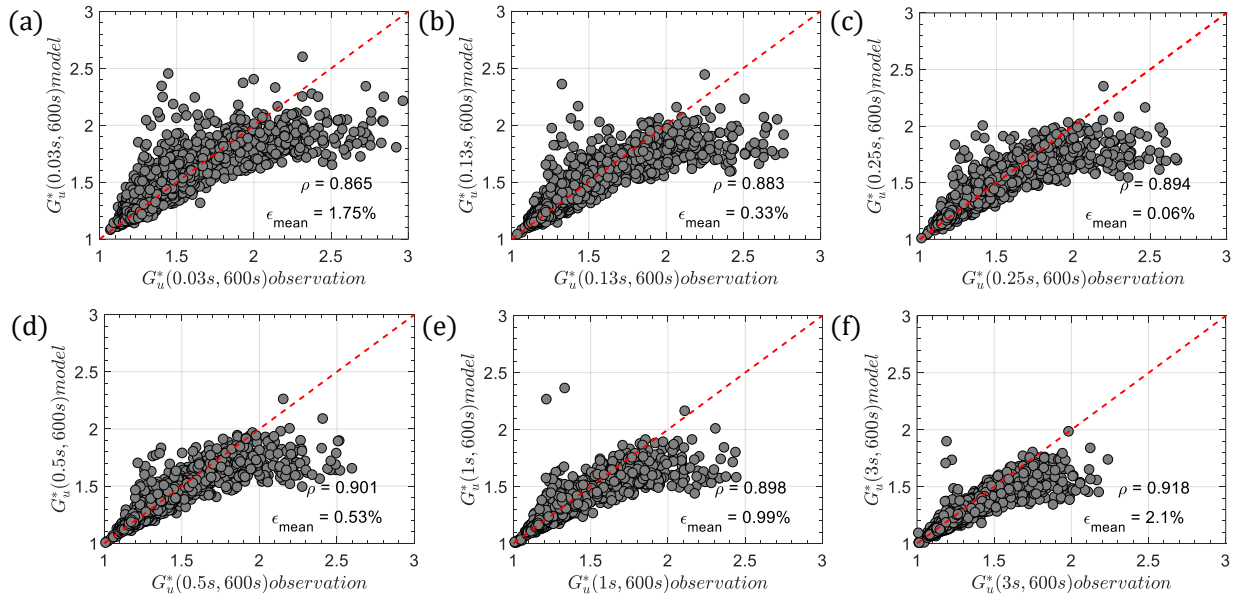 (a)
3
2.5
2
1.5
1
G*u(0.03s, 600s)model
ρ = 0.865
ϵmean = 1.75%
1 1.5 2 2.5 3
G*u(0.03s, 600s)observation
(b)
3
2.5
2
1.5
1
G*u(0.13s, 600s)model
ρ = 0.883
ϵmean = 0.33%
1 1.5 2 2.5 3
G*u(0.13s, 600s)observation
(c)
3
2.5
2
1.5
1
G*u(0.25s, 600s)model
ρ = 0.894
ϵmean = 0.06%
1 1.5 2 2.5 3
G*u(0.25s, 600s)observation
(d)
3
2.5
2
1.5
1
G*u(0.5s, 600s)model
ρ = 0.901
ϵmean = 0.53%
1 1.5 2 2.5 3
G*u(0.5s, 600s)observation
(e)
3
2.5
2
1.5
1
G*u(1s, 600s)model
ρ = 0.898
ϵmean = 0.99%
1 1.5 2 2.5 3
G*u(1s, 600s)observation
(f)
3
2.5
2
1.5
1
G*u(3s, 600s)model
ρ = 0.918
ϵmean = 2.1%
1 1.5 2 2.5 3
G*u(3s, 600s)observation